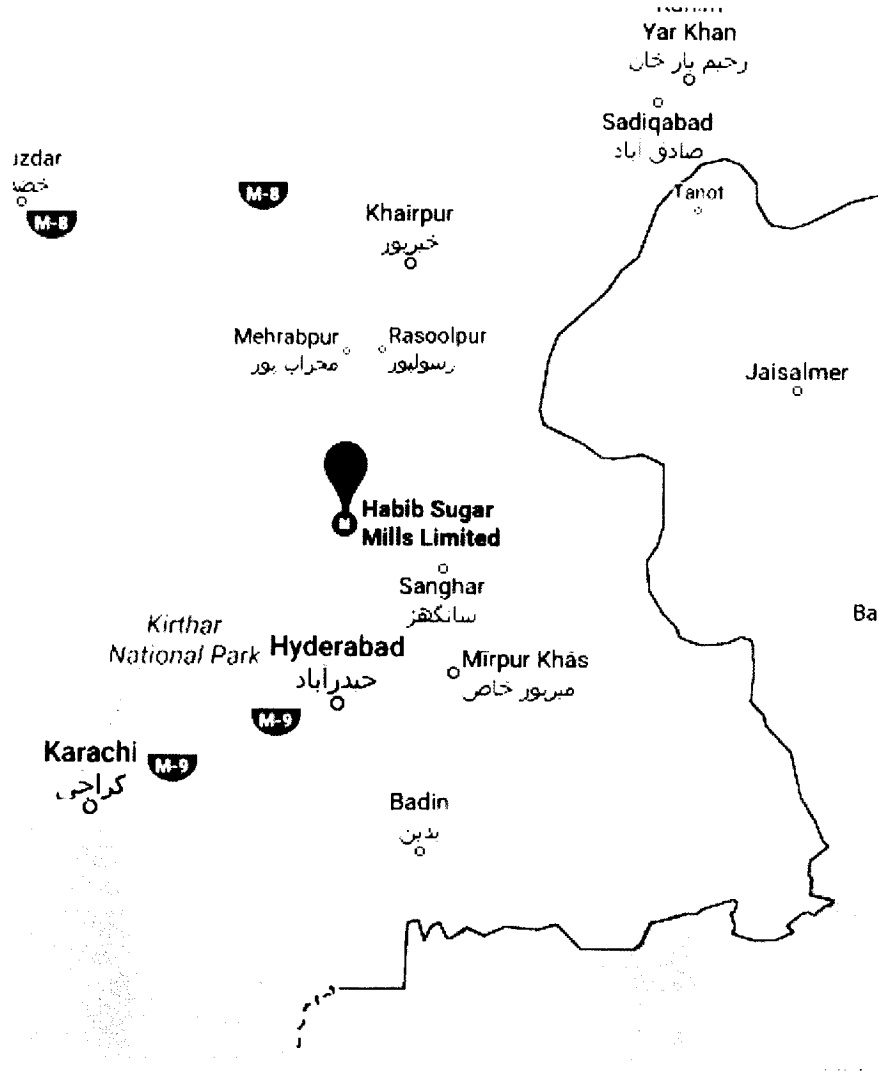 Yar Khan
رحیم یار خان
Sadiqabad
صادق آباد
Tanot
M-8
M-8
Khairpur
خیرپور
Mehrabpur
محراب پور
Rasoolpur
رسولپور
Jaisalmer
Habib Sugar
Mills Limited
Sanghar
سانگھڑ
Kirthar
National Park
Hyderabad
حیدرآباد
Mīrpur Khās
میرپور خاص
M-9
Karachi
کراچی
M-9
Badin
بدین